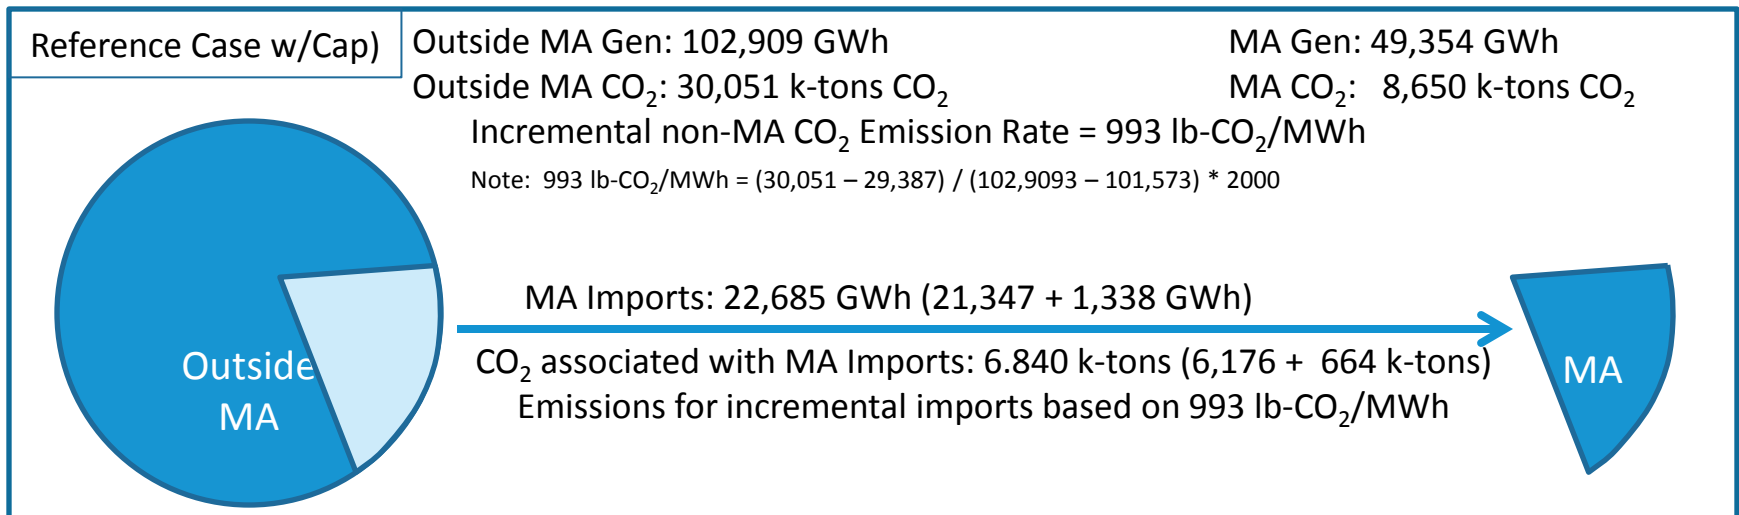 Reference Case w/Cap)
Outside MA Gen: 102,909 GWh
MA Gen: 49,354 GWh
Outside MA CO₂: 30,051 k-tons CO₂
MA CO₂: 8,650 k-tons CO₂
Incremental non-MA CO₂ Emission Rate = 993 lb-CO₂/MWh
Note: 993 lb-CO₂/MWh = (30,051 – 29,387) / (102,9093 – 101,573) * 2000
MA Imports: 22,685 GWh (21,347 + 1,338 GWh)
CO₂ associated with MA Imports: 6.840 k-tons (6,176 + 664 k-tons)
Emissions for incremental imports based on 993 lb-CO₂/MWh
Outside
MA
MA